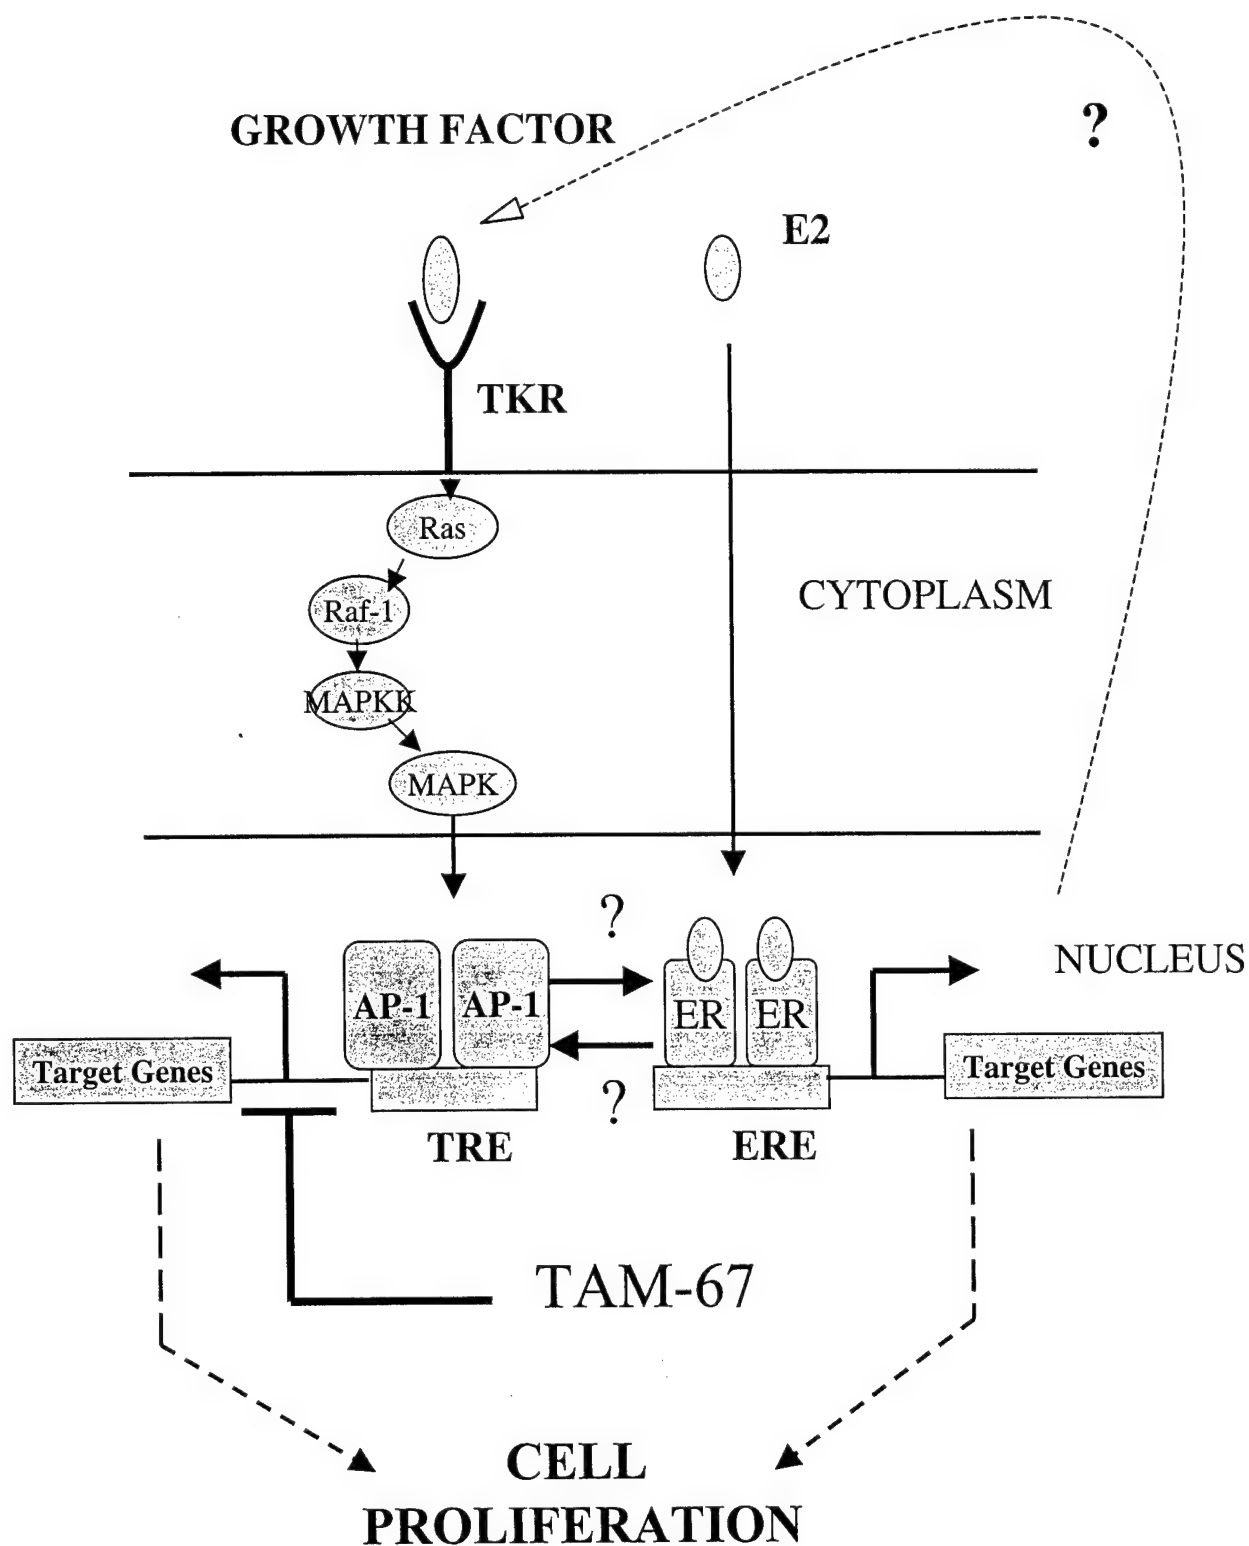 ?
GROWTH FACTOR
E2
TKR
Ras
CYTOPLASM
Raf-1
MAPKK
MAPK
?
NUCLEUS
AP-1 AP-1
ER ER
Target Genes
Target Genes
?
TRE
ERE
TAM-67
CELL
PROLIFERATION